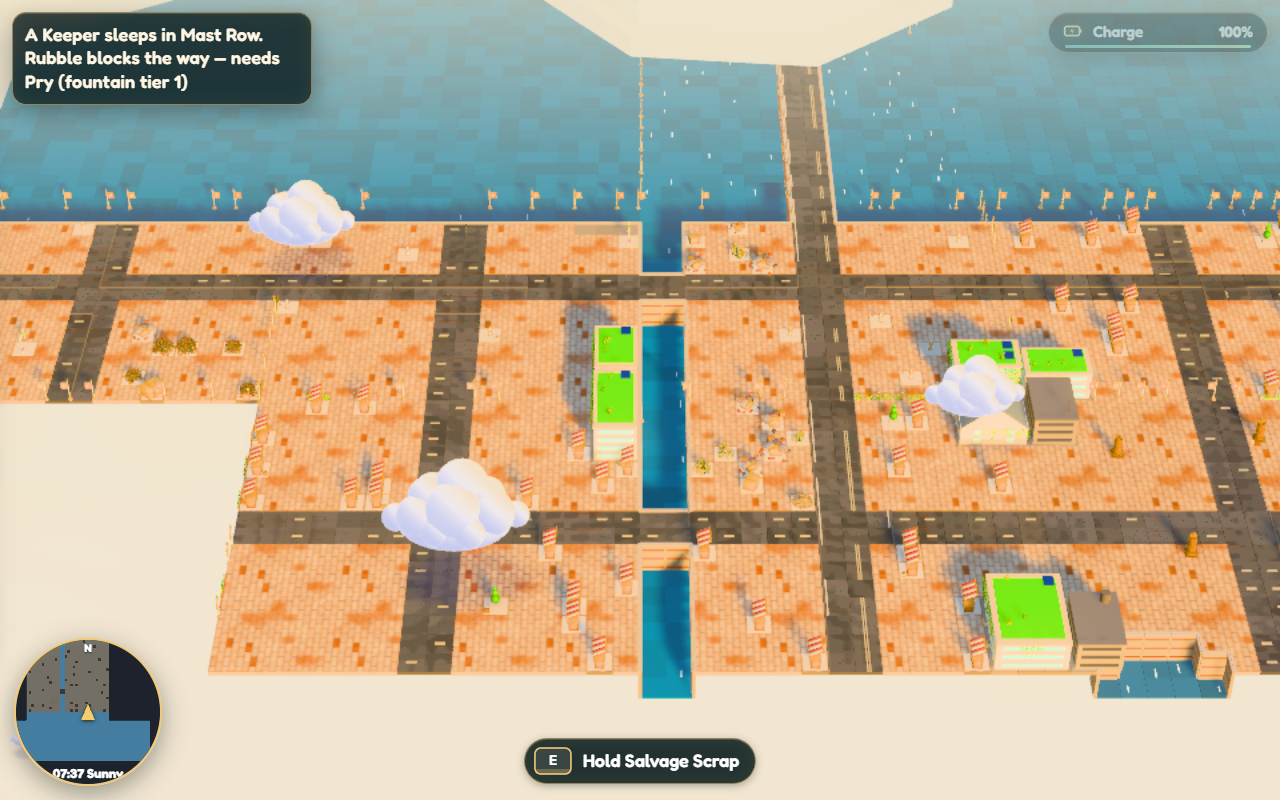 A Keeper sleeps in Mast Row.
Rubble blocks the way — needs
Pry (fountain tier 1)
Charge 100%
N
07:37 Sunny
E Hold Salvage Scrap